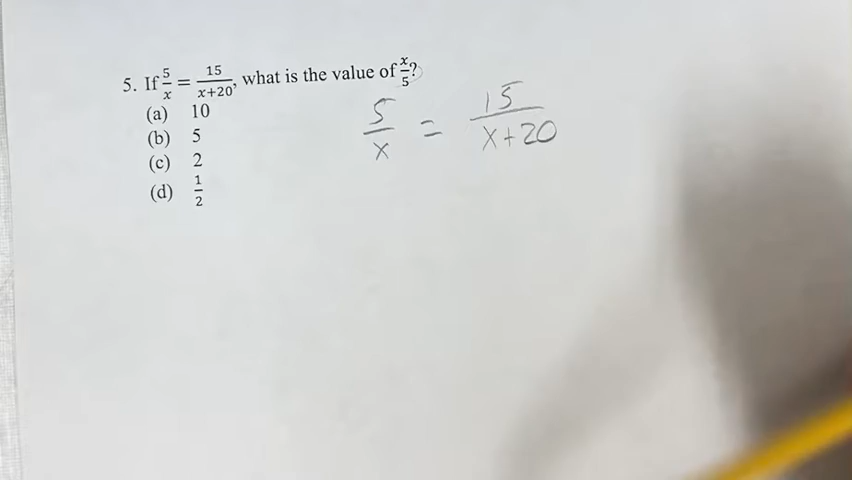 5. If 5/x = 15/(x+20), what is the value of x/5?
(a) 10
(b) 5
(c) 2
(d) 1/2
5/x = 15/(x+20)